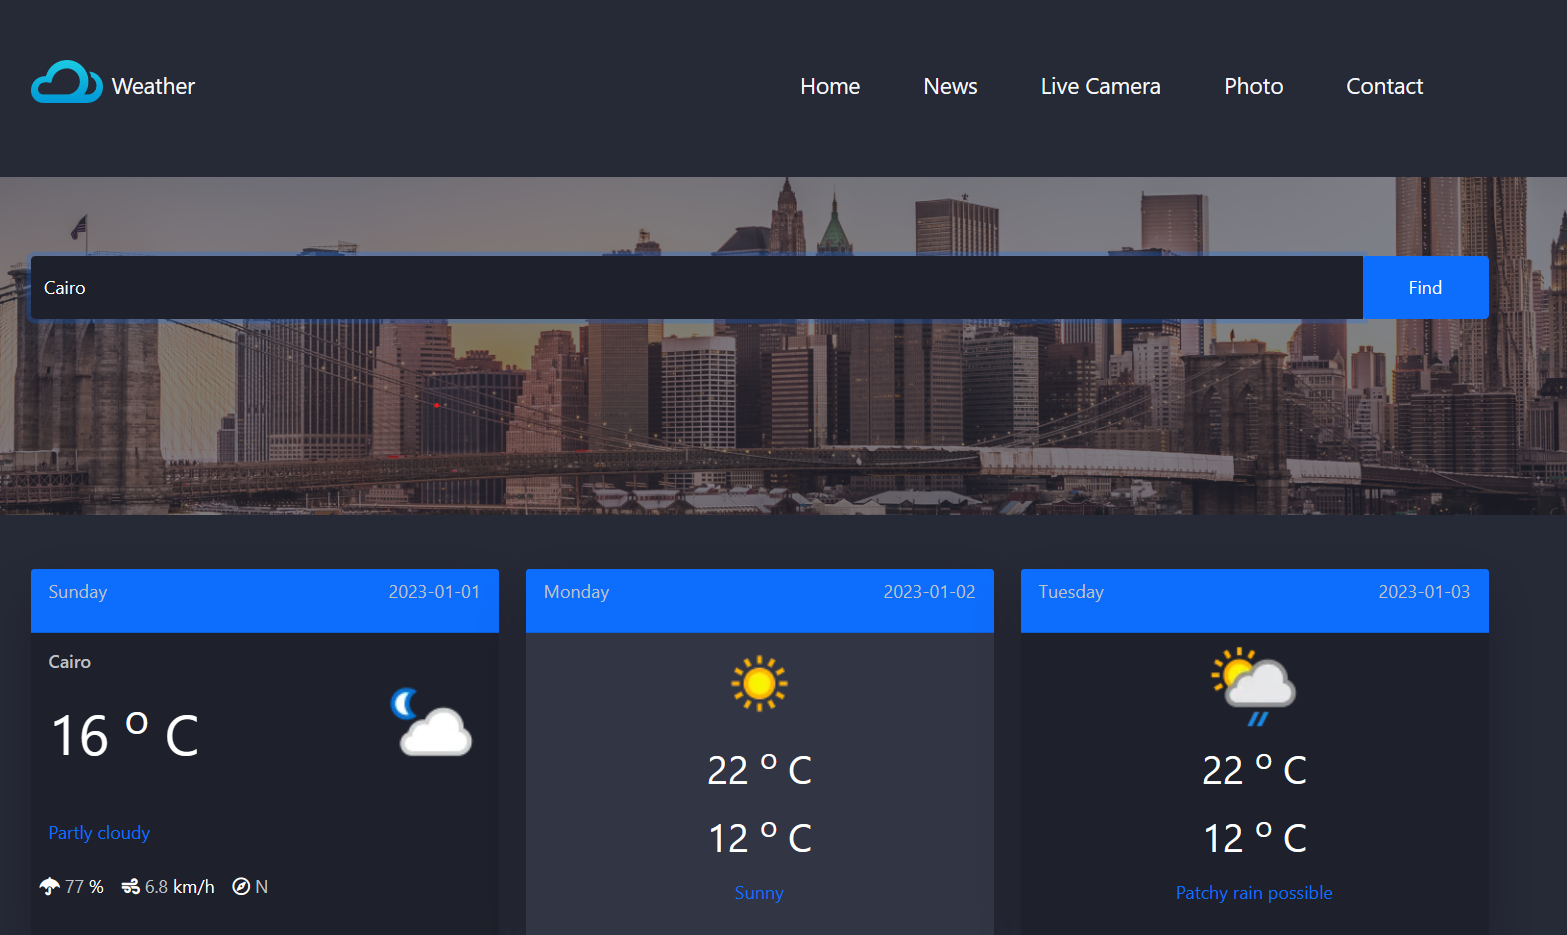 Weather
Home News Live Camera Photo Contact
Cairo
Find
Sunday 2023-01-01
Cairo
16 º C
Partly cloudy
77 % 6.8 km/h N
Monday 2023-01-02
22 º C
12 º C
Sunny
Tuesday 2023-01-03
22 º C
12 º C
Patchy rain possible